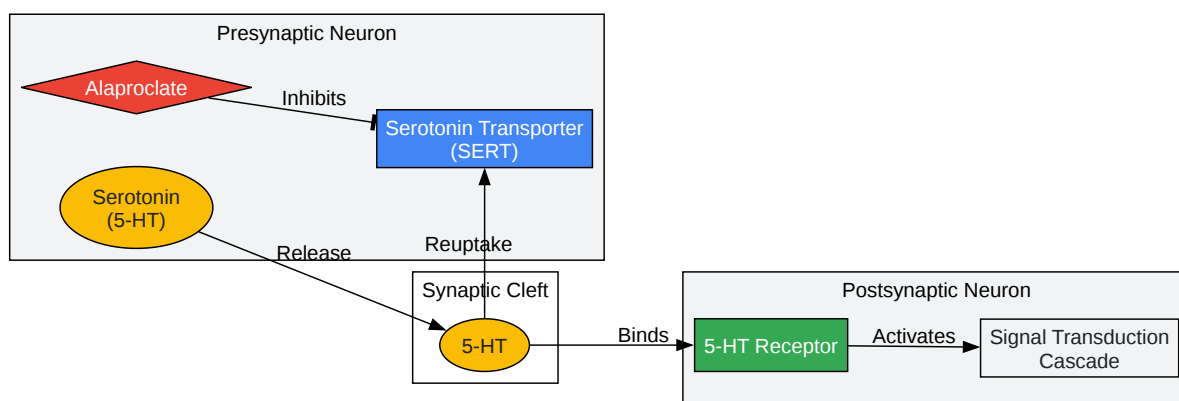 Presynaptic Neuron
Alaproclate
Inhibits
Serotonin Transporter
(SERT)
Serotonin
(5-HT)
Release
Reuptake
Synaptic Cleft
5-HT
Binds
Postsynaptic Neuron
5-HT Receptor
Activates
Signal Transduction
Cascade